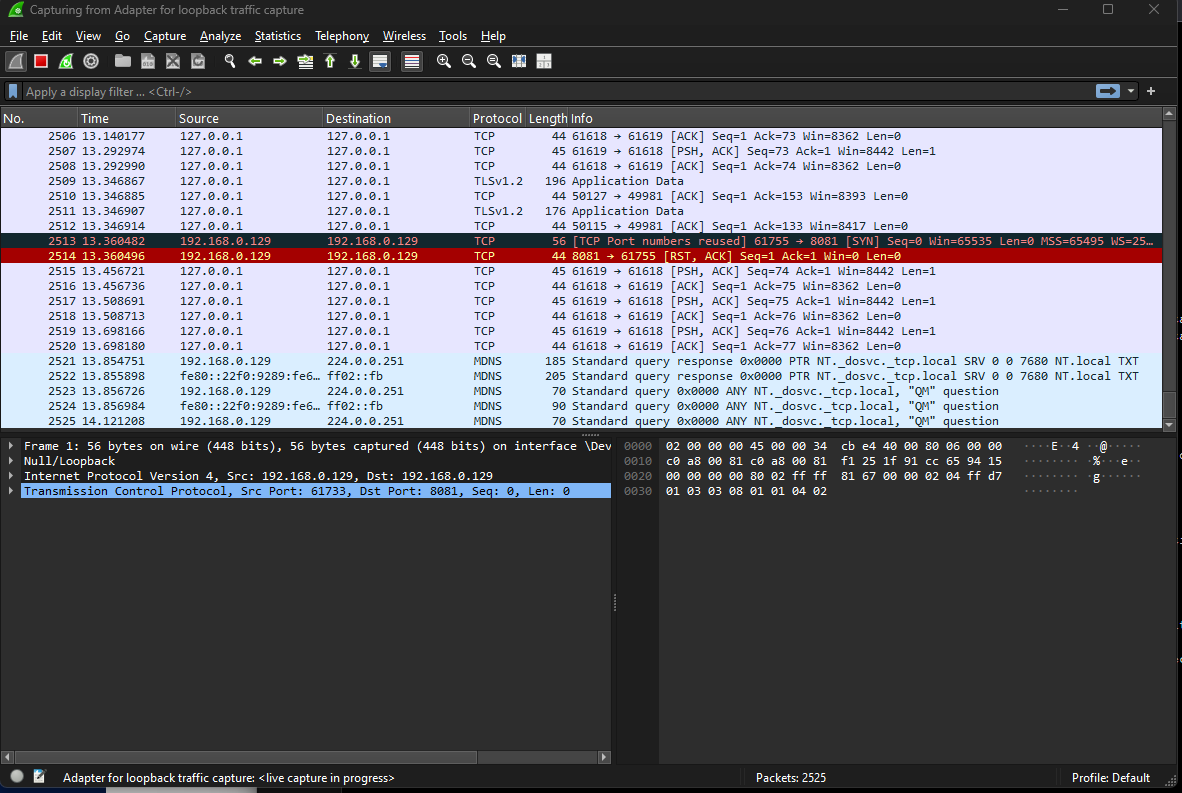 Capturing from Adapter for loopback traffic capture
File Edit View Go Capture Analyze Statistics Telephony Wireless Tools Help
Apply a display filter ... <Ctrl-/>
No. Time Source Destination Protocol Length Info
2506 13.140177 127.0.0.1 127.0.0.1 TCP 44 61618 → 61619 [ACK] Seq=1 Ack=73 Win=8362 Len=0
2507 13.292974 127.0.0.1 127.0.0.1 TCP 45 61619 → 61618 [PSH, ACK] Seq=73 Ack=1 Win=8442 Len=1
2508 13.292990 127.0.0.1 127.0.0.1 TCP 44 61618 → 61619 [ACK] Seq=1 Ack=74 Win=8362 Len=0
2509 13.346867 127.0.0.1 127.0.0.1 TLSv1.2 196 Application Data
2510 13.346885 127.0.0.1 127.0.0.1 TCP 44 50127 → 49981 [ACK] Seq=1 Ack=153 Win=8393 Len=0
2511 13.346907 127.0.0.1 127.0.0.1 TLSv1.2 176 Application Data
2512 13.346914 127.0.0.1 127.0.0.1 TCP 44 50115 → 49981 [ACK] Seq=1 Ack=133 Win=8417 Len=0
2513 13.360482 192.168.0.129 192.168.0.129 TCP 56 [TCP Port numbers reused] 61755 → 8081 [SYN] Seq=0 Win=65535 Len=0 MSS=65495 WS=25…
2514 13.360496 192.168.0.129 192.168.0.129 TCP 44 8081 → 61755 [RST, ACK] Seq=1 Ack=1 Win=0 Len=0
2515 13.456721 127.0.0.1 127.0.0.1 TCP 45 61619 → 61618 [PSH, ACK] Seq=74 Ack=1 Win=8442 Len=1
2516 13.456736 127.0.0.1 127.0.0.1 TCP 44 61618 → 61619 [ACK] Seq=1 Ack=75 Win=8362 Len=0
2517 13.508691 127.0.0.1 127.0.0.1 TCP 45 61619 → 61618 [PSH, ACK] Seq=75 Ack=1 Win=8442 Len=1
2518 13.508713 127.0.0.1 127.0.0.1 TCP 44 61618 → 61619 [ACK] Seq=1 Ack=76 Win=8362 Len=0
2519 13.698166 127.0.0.1 127.0.0.1 TCP 45 61619 → 61618 [PSH, ACK] Seq=76 Ack=1 Win=8442 Len=1
2520 13.698180 127.0.0.1 127.0.0.1 TCP 44 61618 → 61619 [ACK] Seq=1 Ack=77 Win=8362 Len=0
2521 13.854751 192.168.0.129 224.0.0.251 MDNS 185 Standard query response 0x0000 PTR NT._dosvc._tcp.local SRV 0 0 7680 NT.local TXT
2522 13.855898 fe80::22f0:9289:fe6… ff02::fb MDNS 205 Standard query response 0x0000 PTR NT._dosvc._tcp.local SRV 0 0 7680 NT.local TXT
2523 13.856726 192.168.0.129 224.0.0.251 MDNS 70 Standard query 0x0000 ANY NT._dosvc._tcp.local, "QM" question
2524 13.856984 fe80::22f0:9289:fe6… ff02::fb MDNS 90 Standard query 0x0000 ANY NT._dosvc._tcp.local, "QM" question
2525 14.121208 192.168.0.129 224.0.0.251 MDNS 70 Standard query 0x0000 ANY NT._dosvc._tcp.local, "QM" question
Frame 1: 56 bytes on wire (448 bits), 56 bytes captured (448 bits) on interface \Dev
Null/Loopback
Internet Protocol Version 4, Src: 192.168.0.129, Dst: 192.168.0.129
Transmission Control Protocol, Src Port: 61733, Dst Port: 8081, Seq: 0, Len: 0
0000 02 00 00 00 45 00 00 34 cb e4 40 00 80 06 00 00 ····E··4 ··@·····
0010 c0 a8 00 81 c0 a8 00 81 f1 25 1f 91 cc 65 94 15 ········ ·%···e··
0020 00 00 00 00 80 02 ff ff 81 67 00 00 02 04 ff d7 ········ ·g······
0030 01 03 03 08 01 01 04 02 ········
Adapter for loopback traffic capture: <live capture in progress>
Packets: 2525
Profile: Default